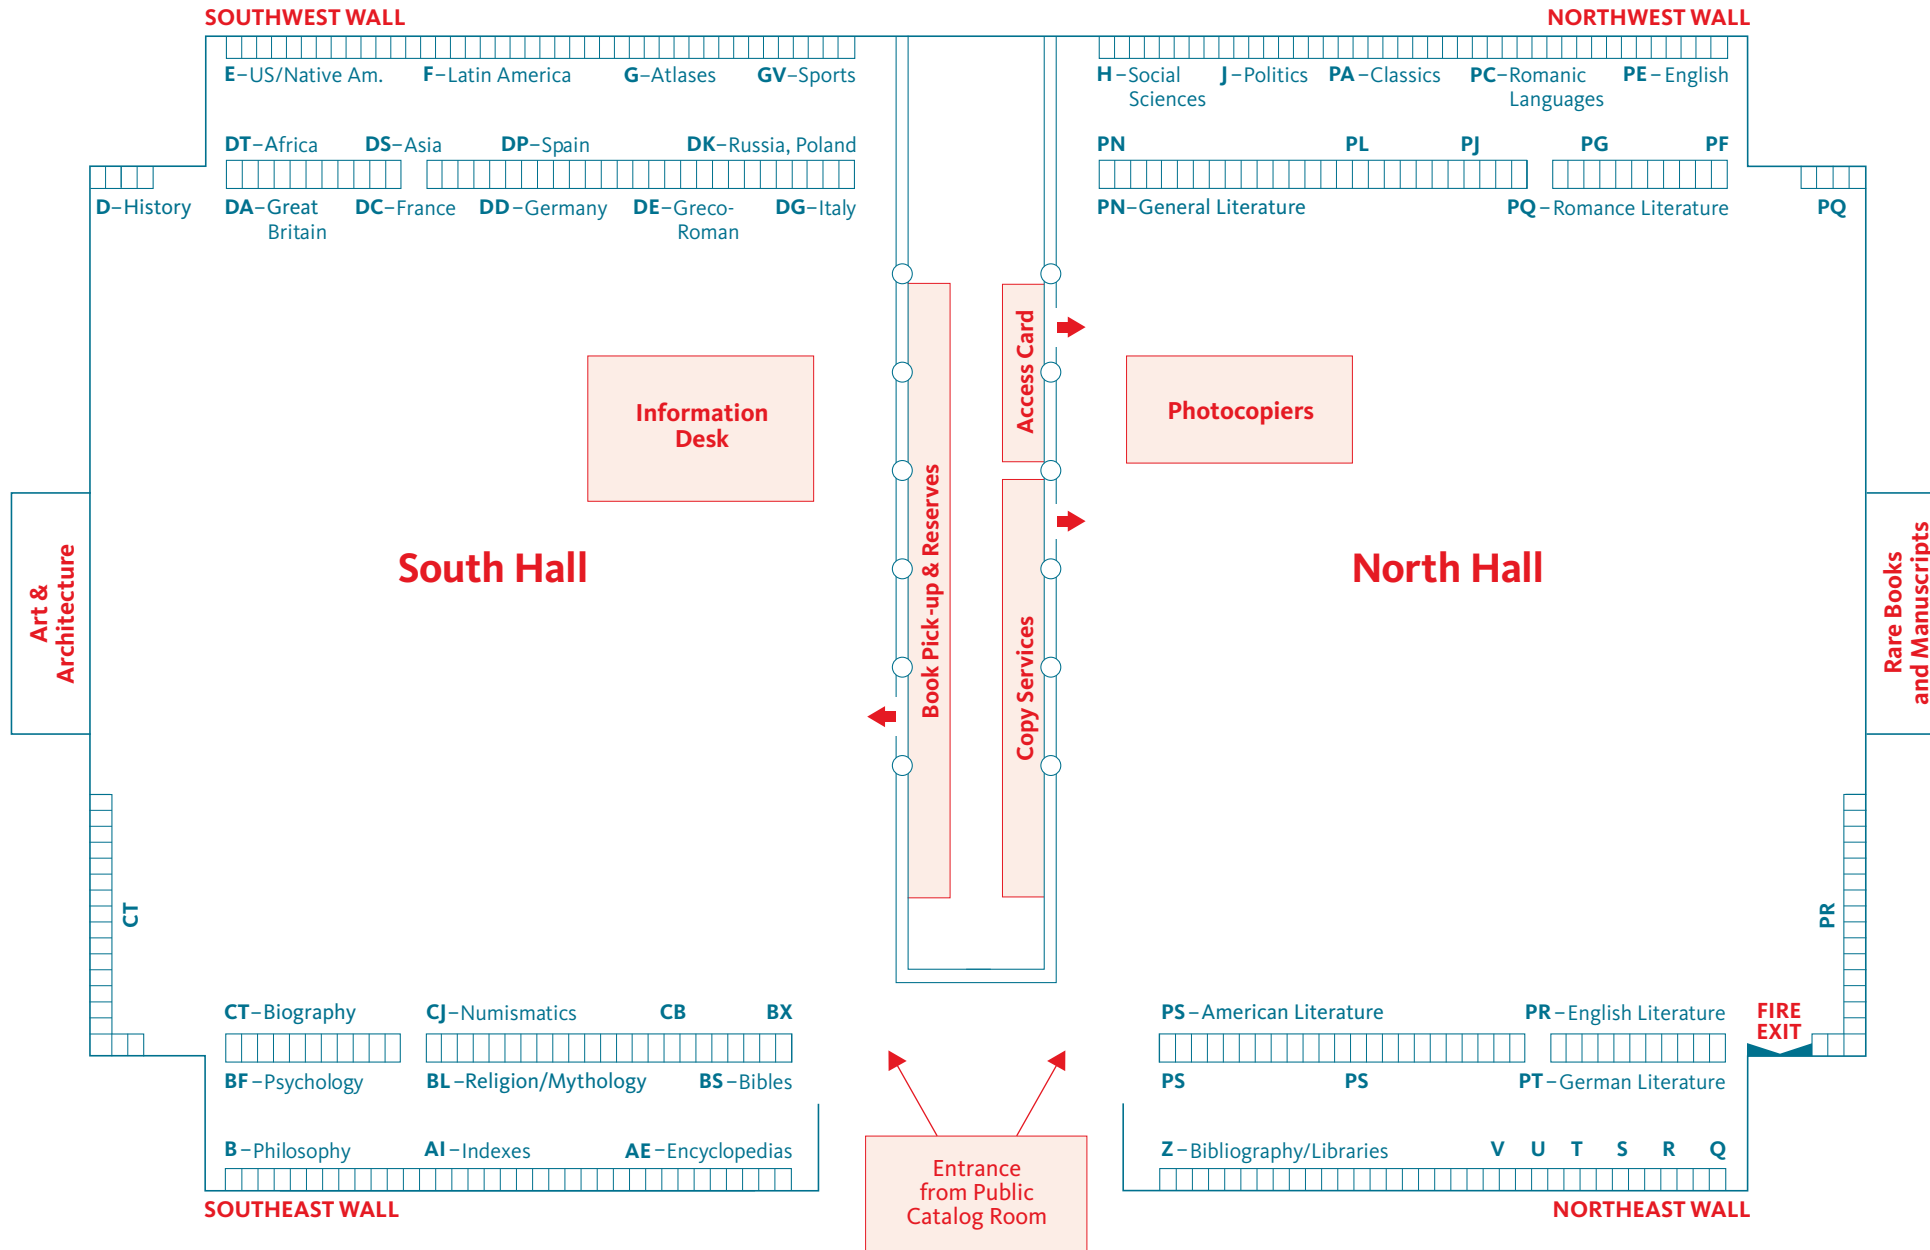 SOUTHWEST WALL
NORTHWEST WALL
E–US/Native Am.
F–Latin America
G–Atlases
GV–Sports
H–Social
Sciences
J–Politics
PA–Classics
PC–Romanic
Languages
PE–English
DT–Africa
DS–Asia
DP–Spain
DK–Russia, Poland
PN
PL
PJ
PG
PF
D–History
DA–Great
Britain
DC–France
DD–Germany
DE–Greco-
Roman
DG–Italy
PN–General Literature
PQ–Romance Literature
PQ
Information
Desk
Book Pick-up & Reserves
Access Card
Copy Services
Photocopiers
South Hall
North Hall
Art &
Architecture
Rare Books
and Manuscripts
CT
PR
CT–Biography
CJ–Numismatics
CB
BX
PS–American Literature
PR–English Literature
FIRE
EXIT
BF–Psychology
BL–Religion/Mythology
BS–Bibles
PS
PS
PT–German Literature
B–Philosophy
AI–Indexes
AE–Encyclopedias
Z–Bibliography/Libraries
V
U
T
S
R
Q
Entrance
from Public
Catalog Room
SOUTHEAST WALL
NORTHEAST WALL